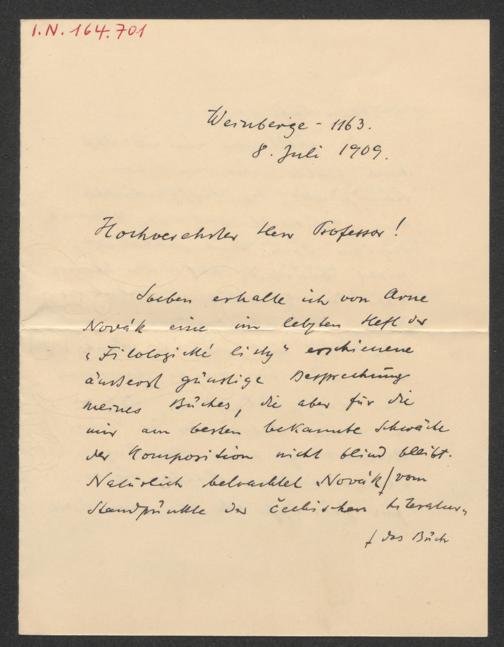 I.N. 164.701
Weinberge - 1163.
8. Juli 1909.
Hochverehrter Herr Professor!
Soeben erhalte ich von Arne
Novák eine im letzten Heft der
„Filologické listy" erschienene
äußerst günstige Besprechung
meines Buches, die aber für die
mir am besten bekannte Schwäche
der Komposition nicht blind bleibt.
Natürlich betrachtet Novák ƒ vom
Standpunkte der čechischen Literatur,
ƒ das Buch